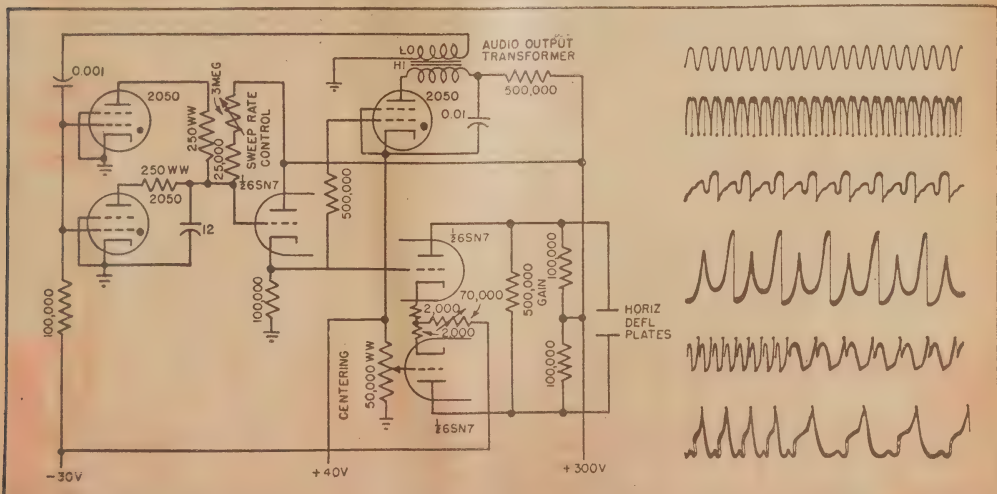 LO
HI
AUDIO OUTPUT
TRANSFORMER
500,000
0.001
2050
250 WW
3MEG
25,000
SWEEP RATE
CONTROL
2050
0.01
250 WW
2050
12
½6SN7
500,000
½6SN7
100,000
100,000
500,000
GAIN
100,000
70,000
2,000
2,000
100,000
HORIZ
DEFL
PLATES
CENTERING
50,000 WW
½6SN7
-30V
+40V
+300V